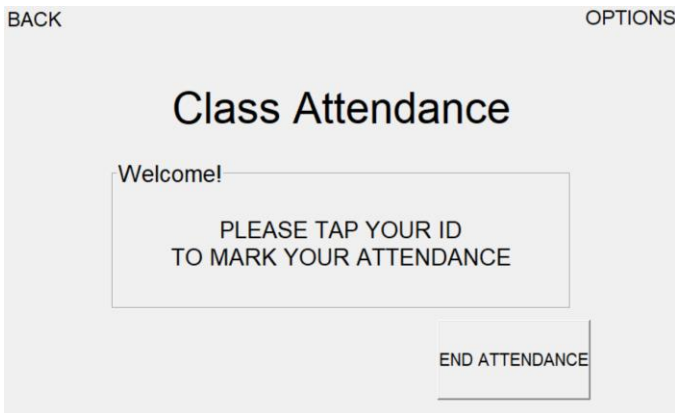 BACK
OPTIONS
Class Attendance
Welcome!
PLEASE TAP YOUR ID
TO MARK YOUR ATTENDANCE
END ATTENDANCE